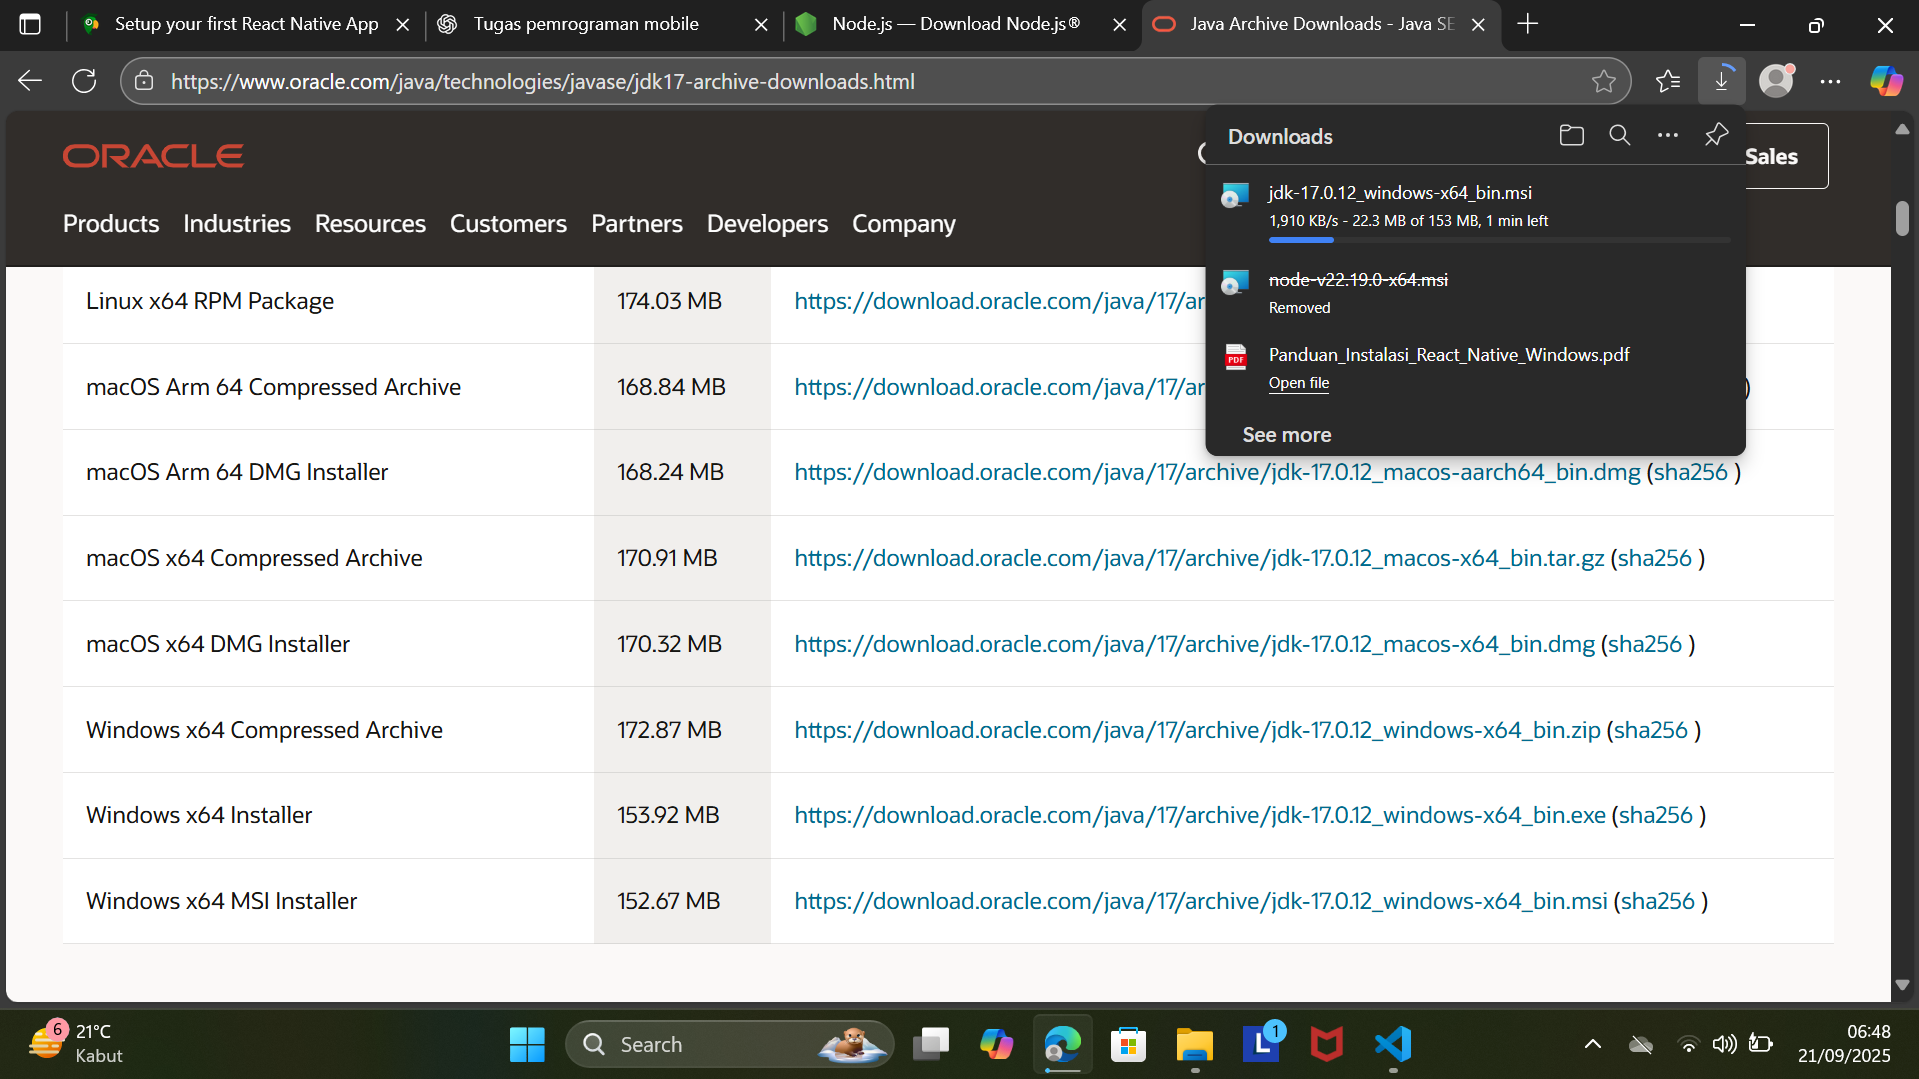 Setup your first React Native App
Tugas pemrograman mobile
Node.js — Download Node.js®
Java Archive Downloads - Java SE
https://www.oracle.com/java/technologies/javase/jdk17-archive-downloads.html
ORACLE
Sales
Products Industries Resources Customers Partners Developers Company
Downloads
jdk-17.0.12_windows-x64_bin.msi
1,910 KB/s - 22.3 MB of 153 MB, 1 min left
node-v22.19.0-x64.msi
Removed
PDF
Panduan_Instalasi_React_Native_Windows.pdf
Open file
See more
Linux x64 RPM Package 174.03 MB https://download.oracle.com/java/17/ar
macOS Arm 64 Compressed Archive 168.84 MB https://download.oracle.com/java/17/ar )
macOS Arm 64 DMG Installer 168.24 MB https://download.oracle.com/java/17/archive/jdk-17.0.12_macos-aarch64_bin.dmg (sha256 )
macOS x64 Compressed Archive 170.91 MB https://download.oracle.com/java/17/archive/jdk-17.0.12_macos-x64_bin.tar.gz (sha256 )
macOS x64 DMG Installer 170.32 MB https://download.oracle.com/java/17/archive/jdk-17.0.12_macos-x64_bin.dmg (sha256 )
Windows x64 Compressed Archive 172.87 MB https://download.oracle.com/java/17/archive/jdk-17.0.12_windows-x64_bin.zip (sha256 )
Windows x64 Installer 153.92 MB https://download.oracle.com/java/17/archive/jdk-17.0.12_windows-x64_bin.exe (sha256 )
Windows x64 MSI Installer 152.67 MB https://download.oracle.com/java/17/archive/jdk-17.0.12_windows-x64_bin.msi (sha256 )
6
21°C
Kabut
Search
L
1
06:48
21/09/2025